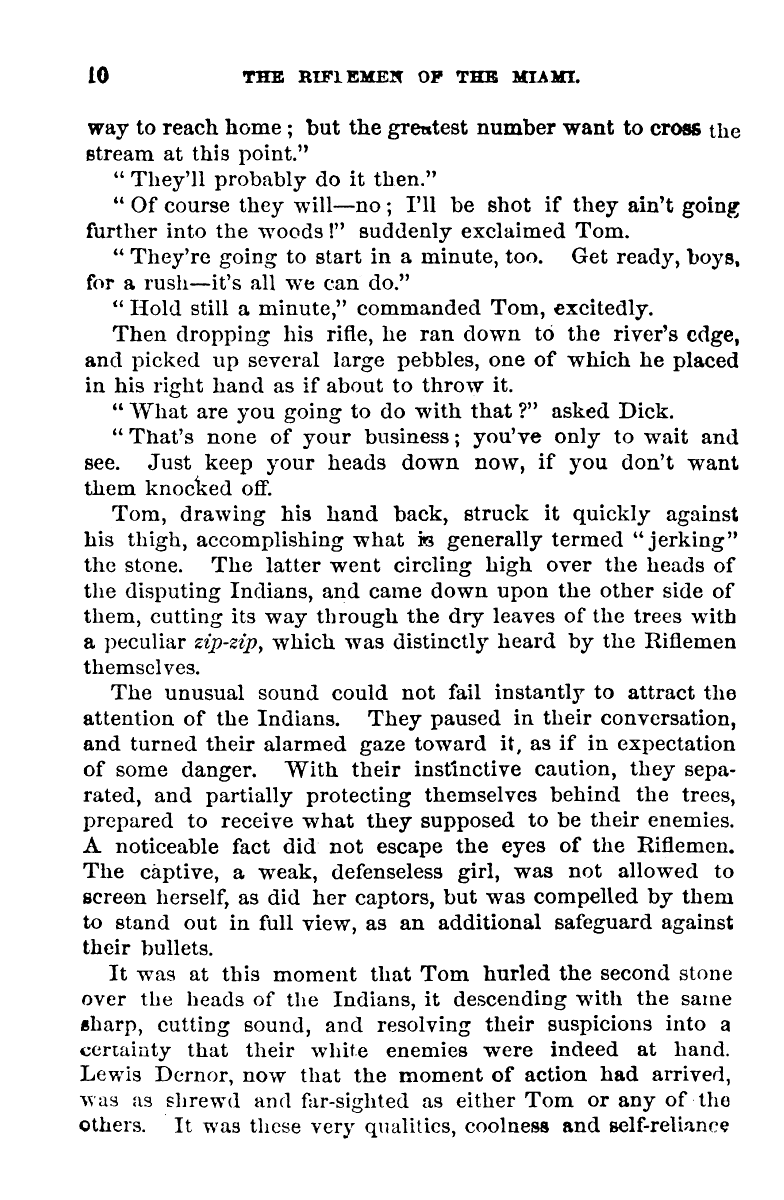 10 THE RIFlEMEN OF THE MIAMI.
way to reach home; but the greatest number want to cross the
stream at this point."
"They'll probably do it then."
"Of course they will—no; I'll be shot if they ain't going
further into the woods!" suddenly exclaimed Tom.
"They're going to start in a minute, too. Get ready, boys,
for a rush—it's all we can do."
"Hold still a minute," commanded Tom, excitedly.
Then dropping his rifle, he ran down to the river's edge,
and picked up several large pebbles, one of which he placed
in his right hand as if about to throw it.
"What are you going to do with that?" asked Dick.
"That's none of your business; you've only to wait and
see. Just keep your heads down now, if you don't want
them knocked off.
Tom, drawing his hand back, struck it quickly against
his thigh, accomplishing what is generally termed "jerking"
the stone. The latter went circling high over the heads of
the disputing Indians, and came down upon the other side of
them, cutting its way through the dry leaves of the trees with
a peculiar zip-zip, which was distinctly heard by the Riflemen
themselves.
The unusual sound could not fail instantly to attract the
attention of the Indians. They paused in their conversation,
and turned their alarmed gaze toward it, as if in expectation
of some danger. With their instinctive caution, they sepa-
rated, and partially protecting themselves behind the trees,
prepared to receive what they supposed to be their enemies.
A noticeable fact did not escape the eyes of the Riflemen.
The captive, a weak, defenseless girl, was not allowed to
screen herself, as did her captors, but was compelled by them
to stand out in full view, as an additional safeguard against
their bullets.
It was at this moment that Tom hurled the second stone
over the heads of the Indians, it descending with the same
sharp, cutting sound, and resolving their suspicions into a
certainty that their white enemies were indeed at hand.
Lewis Dernor, now that the moment of action had arrived,
was as shrewd and far-sighted as either Tom or any of the
others. It was these very qualities, coolness and self-reliance